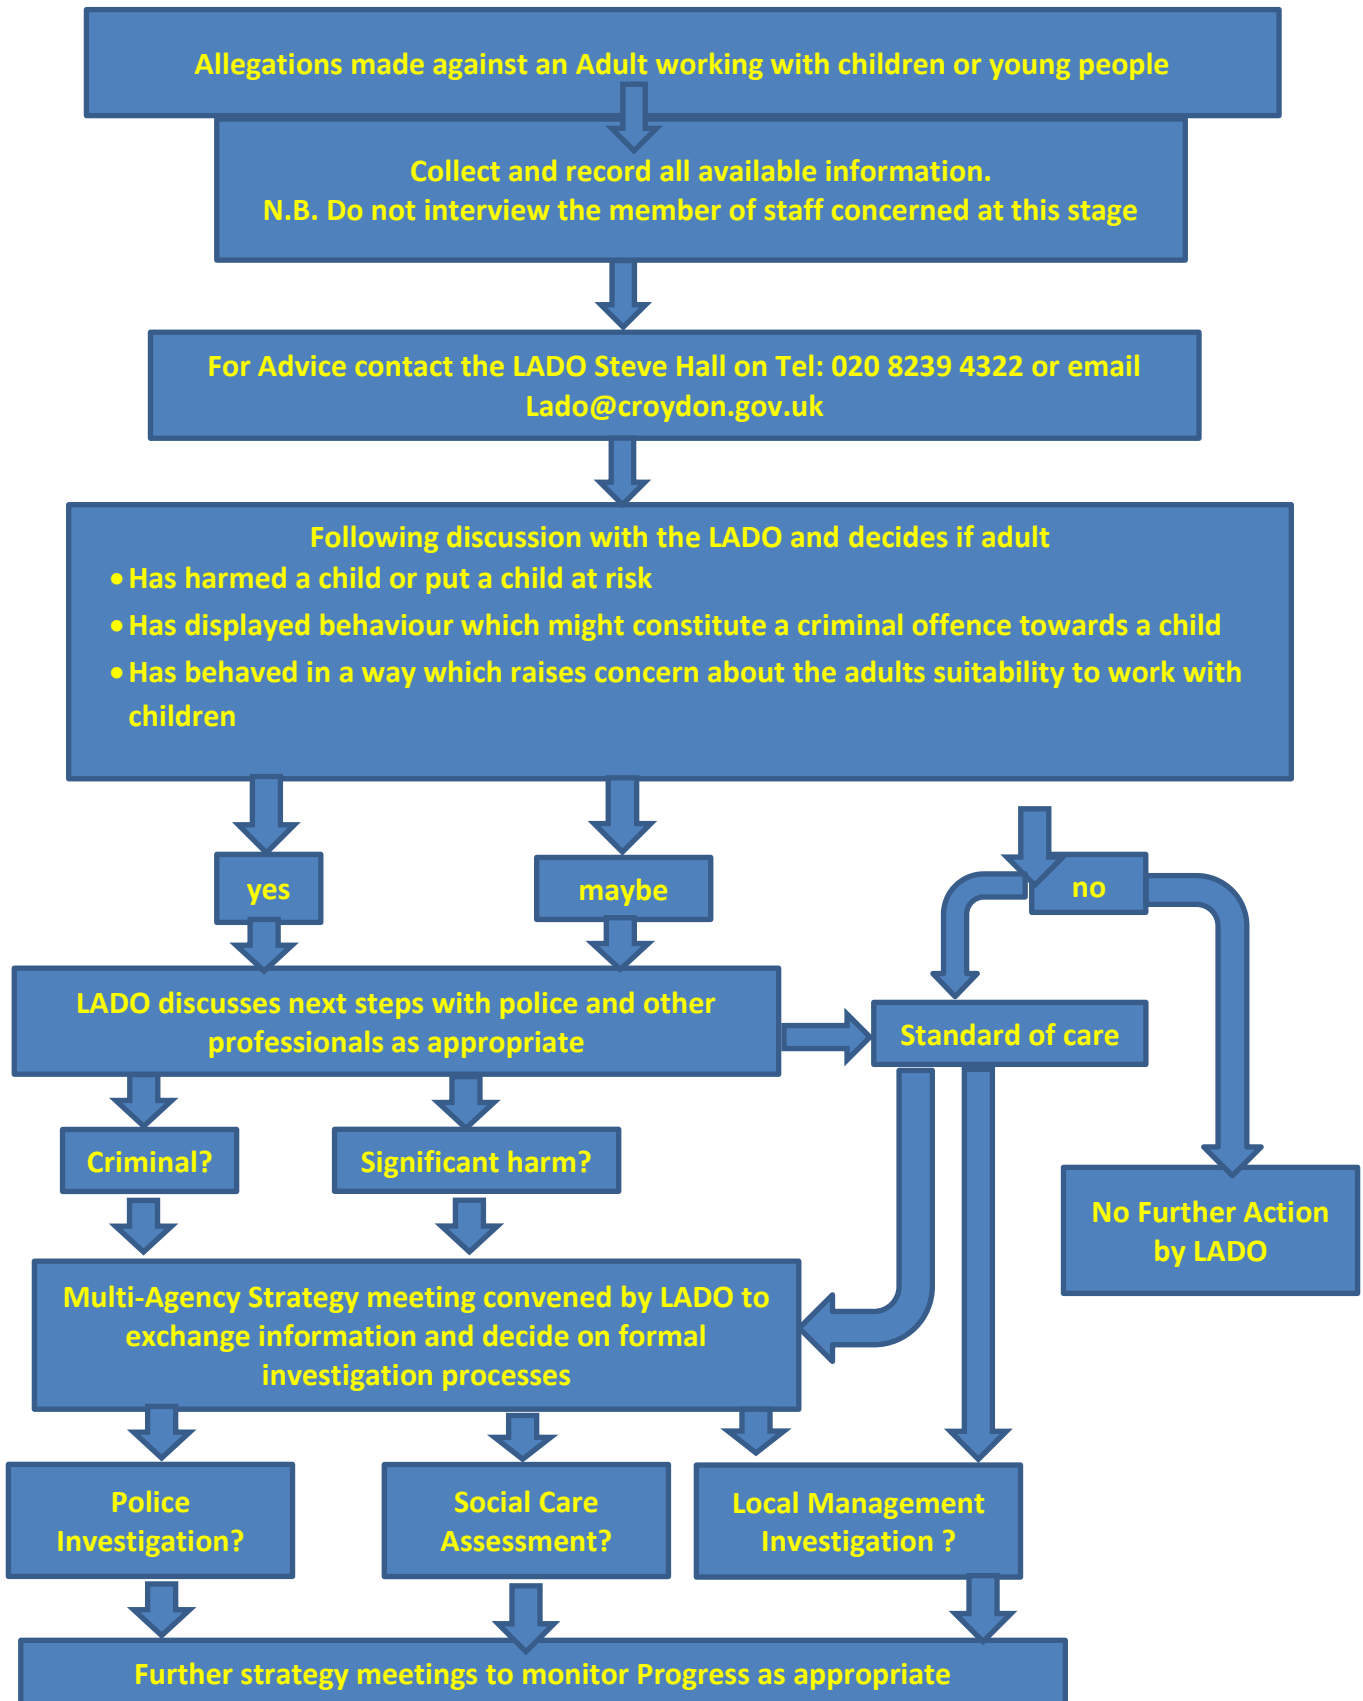 Allegations made against an Adult working with children or young people
Collect and record all available information.
N.B. Do not interview the member of staff concerned at this stage
For Advice contact the LADO Steve Hall on Tel: 020 8239 4322 or email
Lado@croydon.gov.uk
Following discussion with the LADO and decides if adult
• Has harmed a child or put a child at risk
• Has displayed behaviour which might constitute a criminal offence towards a child
• Has behaved in a way which raises concern about the adults suitability to work with
children
yes
maybe
no
LADO discusses next steps with police and other
professionals as appropriate
Standard of care
Criminal?
Significant harm?
No Further Action
by LADO
Multi-Agency Strategy meeting convened by LADO to
exchange information and decide on formal
investigation processes
Police
Investigation?
Social Care
Assessment?
Local Management
Investigation ?
Further strategy meetings to monitor Progress as appropriate